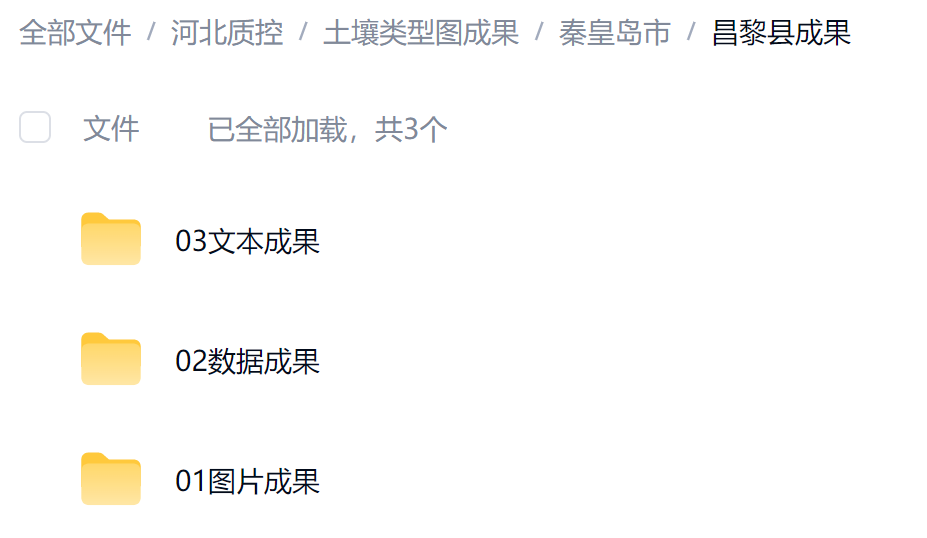 全部文件 / 河北质控 / 土壤类型图成果 / 秦皇岛市 / 昌黎县成果
文件 已全部加载，共3个
03文本成果
02数据成果
01图片成果